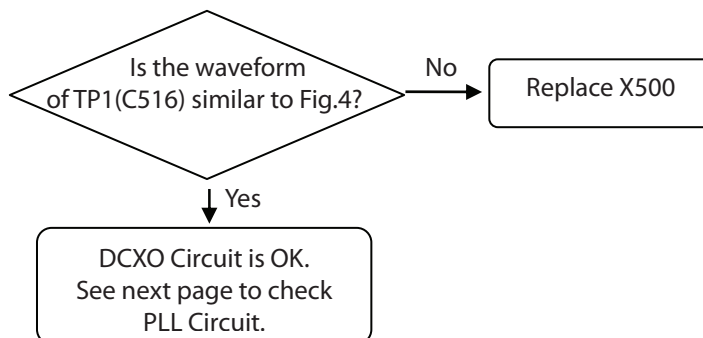 Is the waveform
of TP1(C516) similar to Fig.4?
No
Replace X500
Yes
DCXO Circuit is OK.
See next page to check
PLL Circuit.